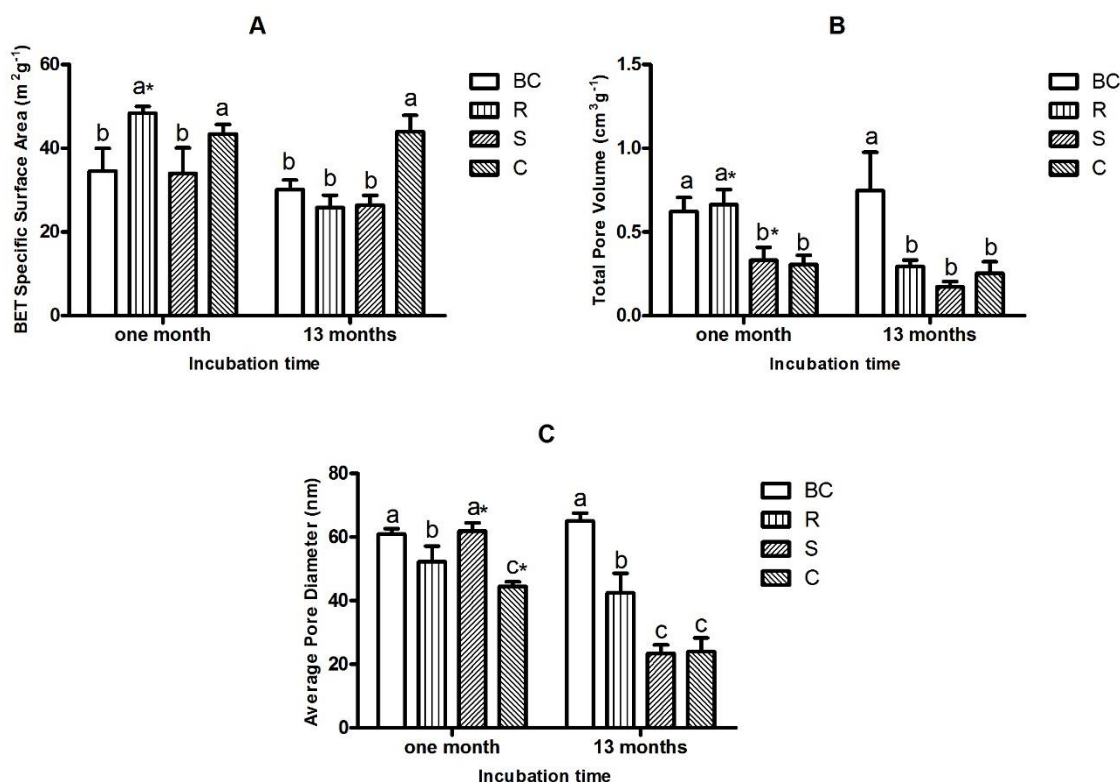 A
BET Specific Surface Area (m²g⁻¹)
60
40
20
0
b
a*
b
a
b
b
b
a
one month
13 months
Incubation time
BC
R
S
C
B
Total Pore Volume (cm³g⁻¹)
1.5
1.0
0.5
0.0
a
a*
b*
b
a
b
b
b
one month
13 months
Incubation time
BC
R
S
C
C
Average Pore Diameter (nm)
80
60
40
20
0
a
b
a*
c*
a
b
c
c
one month
13 months
Incubation time
BC
R
S
C